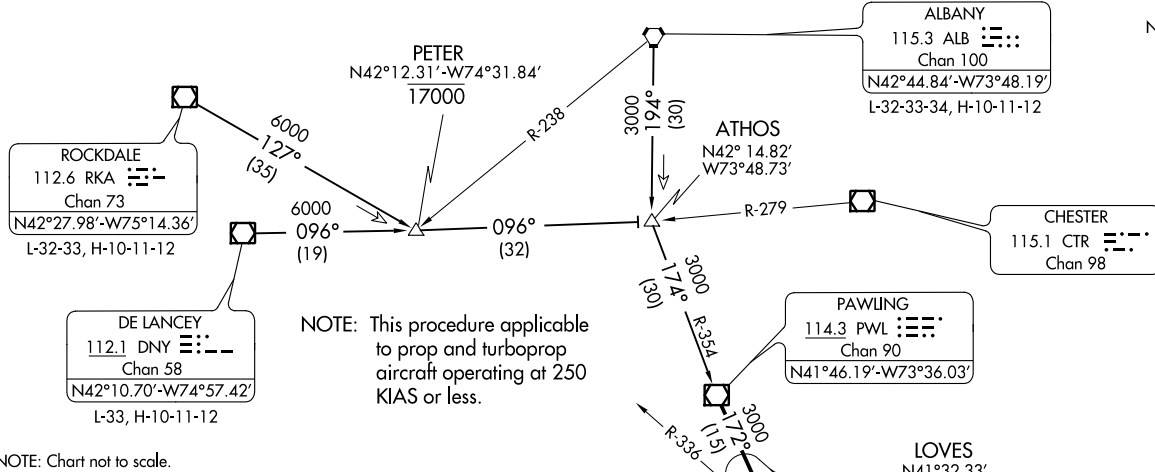 ALBANY
115.3 ALB
Chan 100
N42°44.84'-W73°48.19'
L-32-33-34, H-10-11-12
N
PETER
N42°12.31'-W74°31.84'
17000
ROCKDALE
112.6 RKA
Chan 73
N42°27.98'-W75°14.36'
L-32-33, H-10-11-12
6000
127°
(35)
R-238
3000
194°
(30)
ATHOS
N42° 14.82'
W73°48.73'
R-279
CHESTER
115.1 CTR
Chan 98
6000
096°
(19)
096°
(32)
DE LANCEY
112.1 DNY
Chan 58
N42°10.70'-W74°57.42'
L-33, H-10-11-12
NOTE: This procedure applicable
to prop and turboprop
aircraft operating at 250
KIAS or less.
3000
174°
(30)
R-354
PAWLING
114.3 PWL
Chan 90
N41°46.19'-W73°36.03'
3000
172°
(15)
R-336
LOVES
N41°32.33'
NOTE: Chart not to scale.